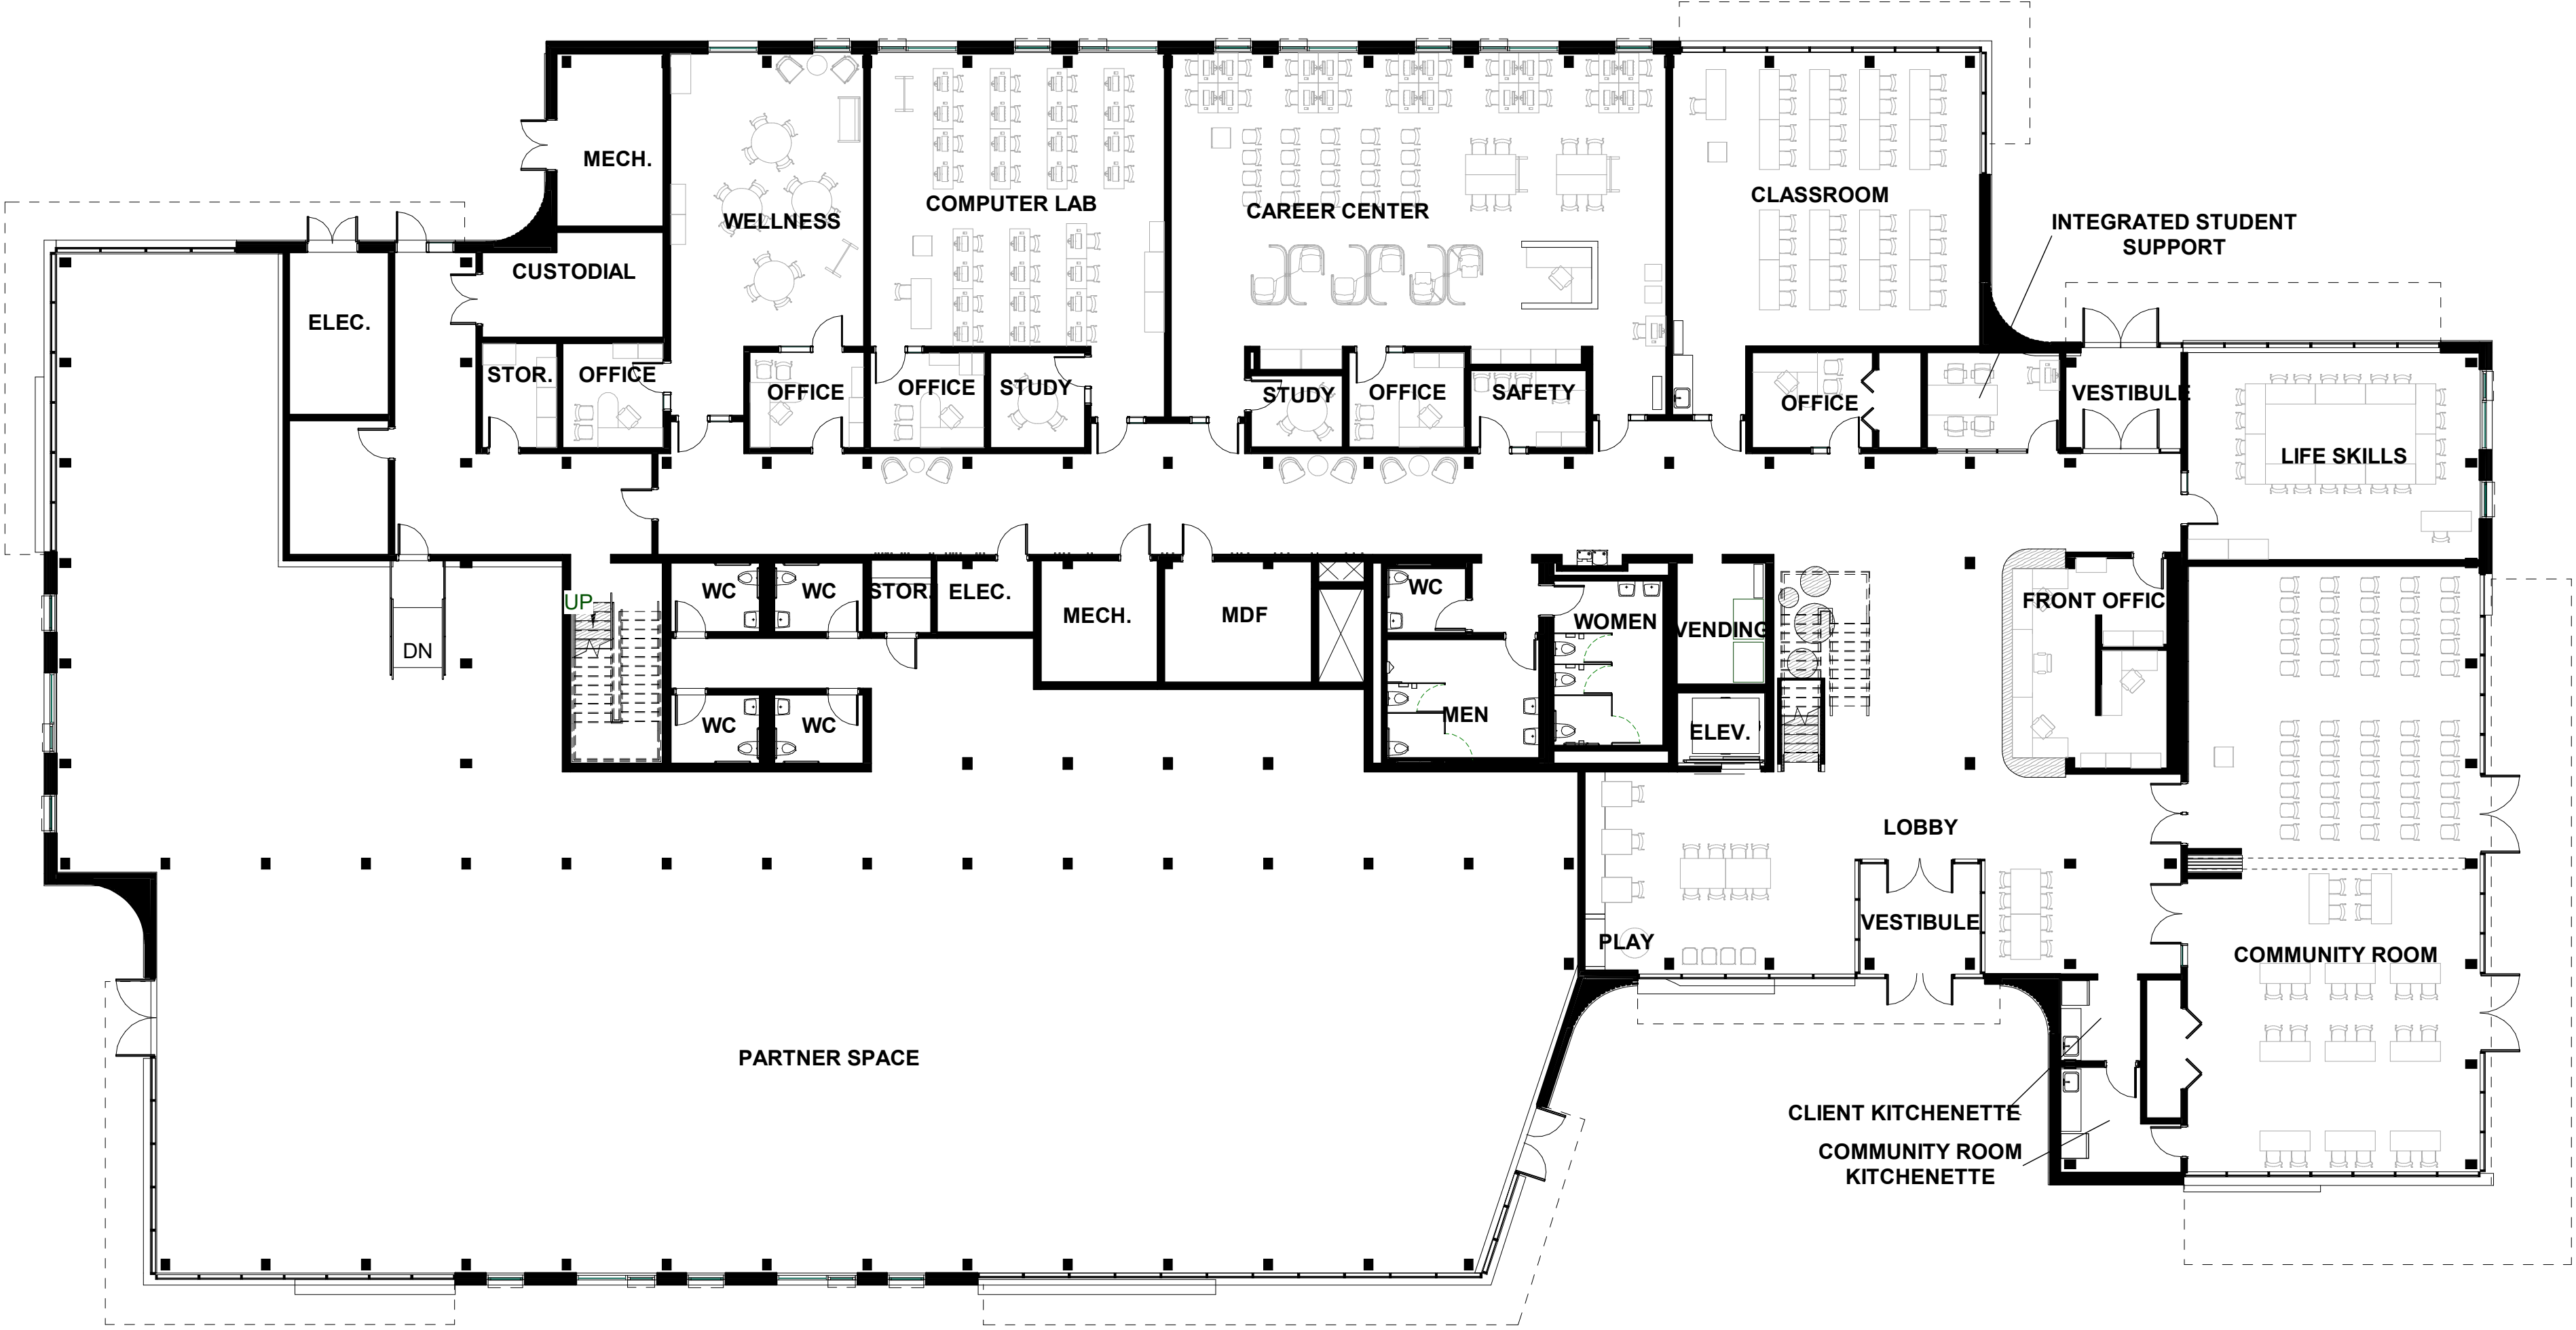 MECH.
WELLNESS
COMPUTER LAB
CAREER CENTER
CLASSROOM
INTEGRATED STUDENT
SUPPORT
CUSTODIAL
ELEC.
STOR.
OFFICE
OFFICE
OFFICE
STUDY
STUDY
OFFICE
SAFETY
OFFICE
VESTIBULE
LIFE SKILLS
UP
DN
WC
WC
STOR.
ELEC.
MECH.
MDF
WC
WOMEN
VENDING
FRONT OFFIC
WC
WC
MEN
ELEV.
LOBBY
VESTIBULE
PLAY
COMMUNITY ROOM
PARTNER SPACE
CLIENT KITCHENETTE
COMMUNITY ROOM
KITCHENETTE